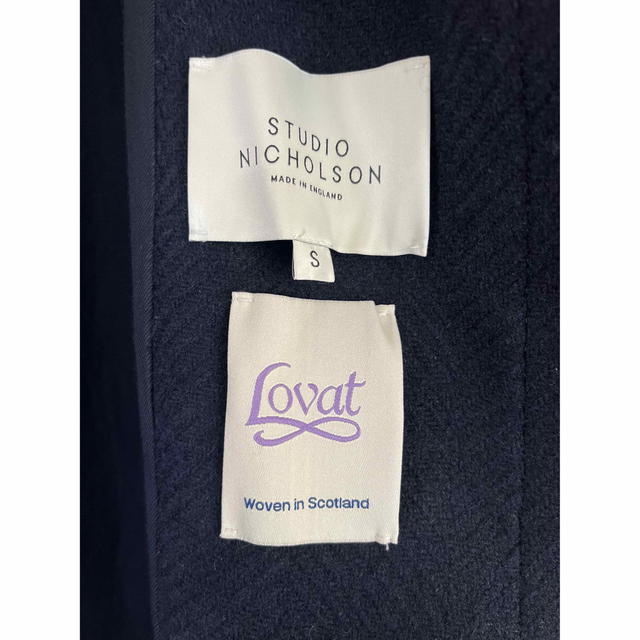 STUDIO
NICHOLSON
MADE IN ENGLAND
S
Lovat
Woven in Scotland